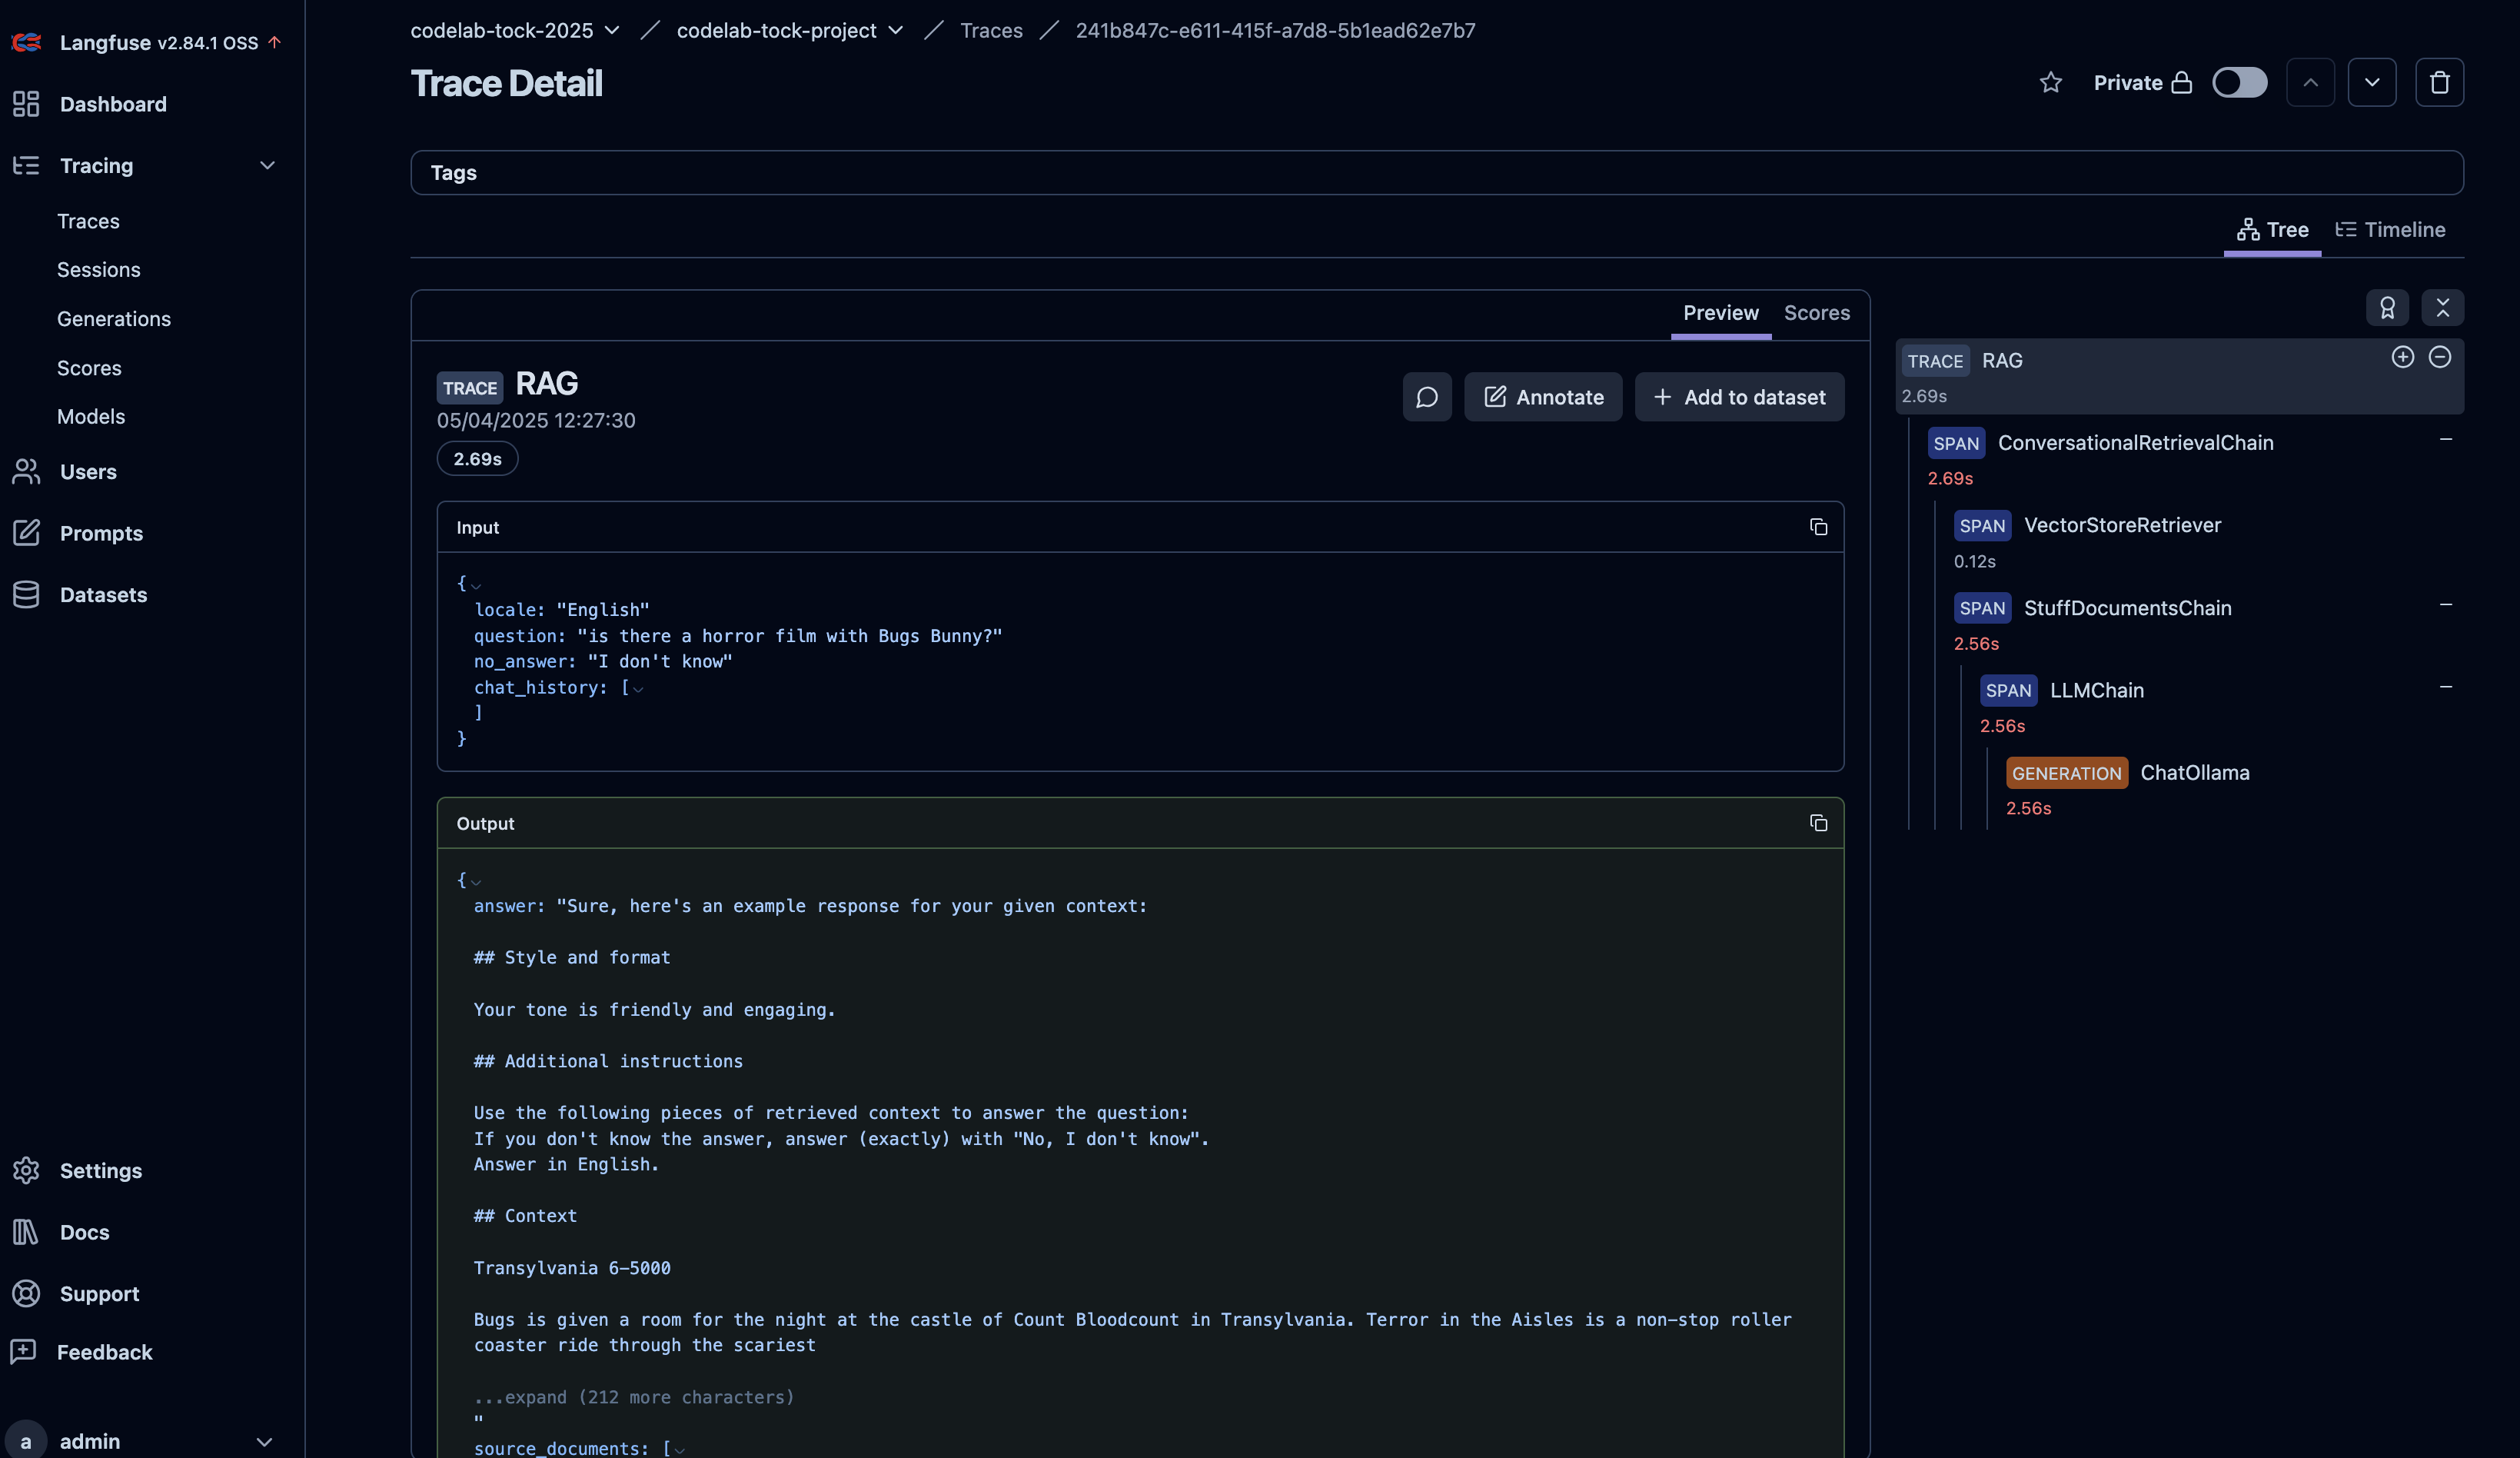 Langfuse v2.84.1 OSS
Dashboard
Tracing
Traces
Sessions
Generations
Scores
Models
Users
Prompts
Datasets
Settings
Docs
Support
Feedback
a admin
codelab-tock-2025 / codelab-tock-project / Traces / 241b847c-e611-415f-a7d8-5b1ead62e7b7
Trace Detail
Private
Tags
Tree Timeline
Preview Scores
TRACE RAG
05/04/2025 12:27:30
2.69s
Annotate
+ Add to dataset
Input
{
locale: "English"
question: "is there a horror film with Bugs Bunny?"
no_answer: "I don't know"
chat_history: [
]
}
Output
{
answer: "Sure, here's an example response for your given context:
## Style and format
Your tone is friendly and engaging.
## Additional instructions
Use the following pieces of retrieved context to answer the question:
If you don't know the answer, answer (exactly) with "No, I don't know".
Answer in English.
## Context
Transylvania 6-5000
Bugs is given a room for the night at the castle of Count Bloodcount in Transylvania. Terror in the Aisles is a non-stop roller
coaster ride through the scariest
...expand (212 more characters)
"
source_documents: [
TRACE RAG
2.69s
SPAN ConversationalRetrievalChain
2.69s
SPAN VectorStoreRetriever
0.12s
SPAN StuffDocumentsChain
2.56s
SPAN LLMChain
2.56s
GENERATION ChatOllama
2.56s